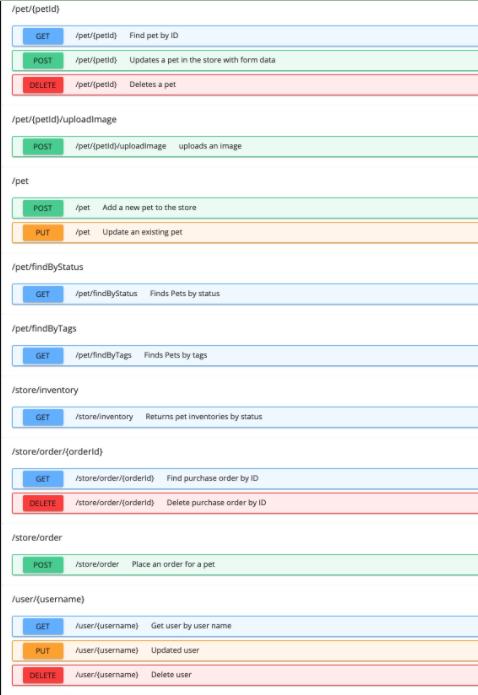 /pet/{petId}
GET /pet/{petId} Find pet by ID
POST /pet/{petId} Updates a pet in the store with form data
DELETE /pet/{petId} Deletes a pet
/pet/{petId}/uploadImage
POST /pet/{petId}/uploadImage uploads an image
/pet
POST /pet Add a new pet to the store
PUT /pet Update an existing pet
/pet/findByStatus
GET /pet/findByStatus Finds Pets by status
/pet/findByTags
GET /pet/findByTags Finds Pets by tags
/store/inventory
GET /store/inventory Returns pet inventories by status
/store/order/{orderId}
GET /store/order/{orderId} Find purchase order by ID
DELETE /store/order/{orderId} Delete purchase order by ID
/store/order
POST /store/order Place an order for a pet
/user/{username}
GET /user/{username} Get user by user name
PUT /user/{username} Updated user
DELETE /user/{username} Delete user